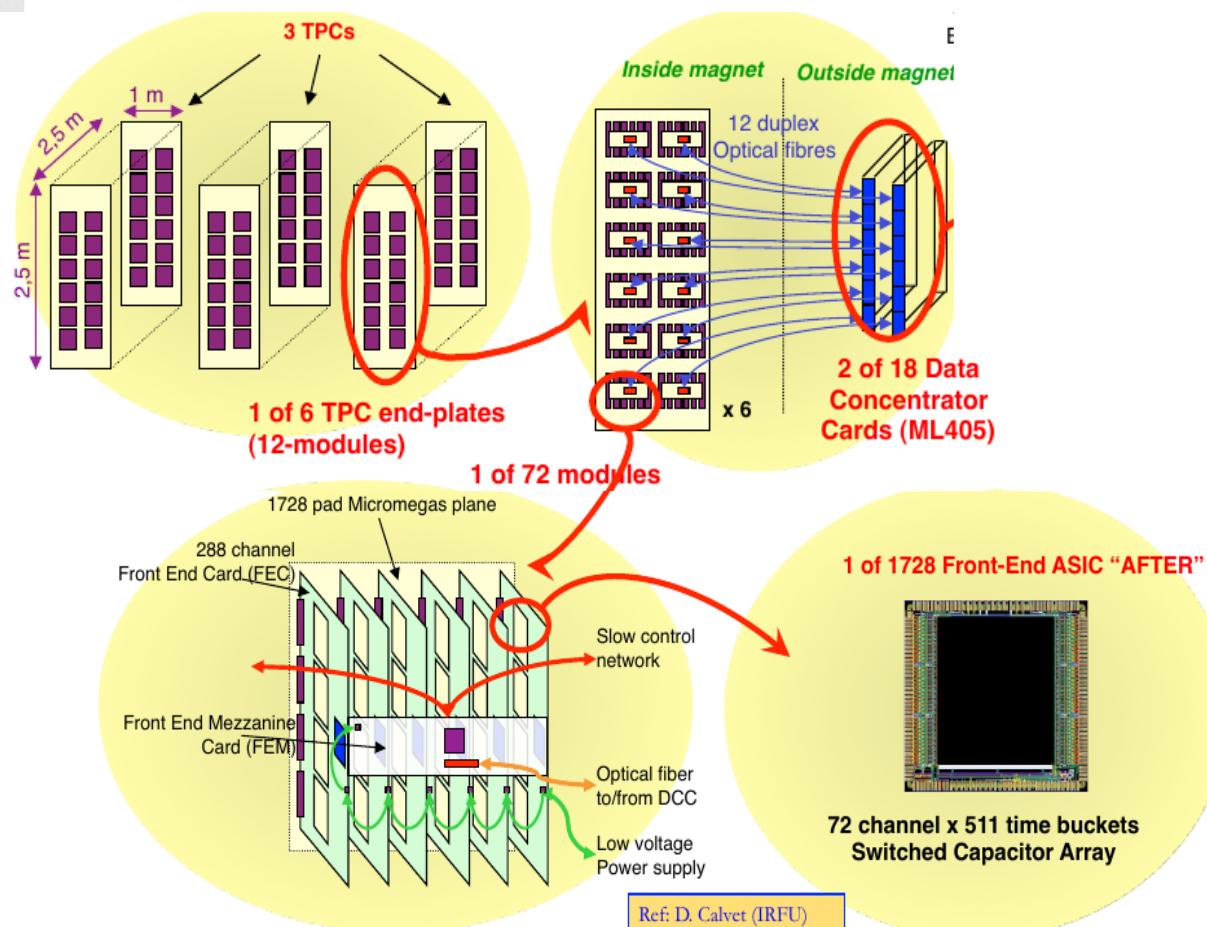 3 TPCs
1 m
2,5 m
2,5 m
1 of 6 TPC end-plates
(12-modules)
Inside magnet
Outside magnet
12 duplex
Optical fibres
x 6
2 of 18 Data
Concentrator
Cards (ML405)
1 of 72 modules
1728 pad Micromegas plane
288 channel
Front End Card (FEC)
Front End Mezzanine
Card (FEM)
Slow control
network
Optical fiber
to/from DCC
Low voltage
Power supply
1 of 1728 Front-End ASIC “AFTER”
72 channel x 511 time buckets
Switched Capacitor Array
Ref: D. Calvet (IRFU)